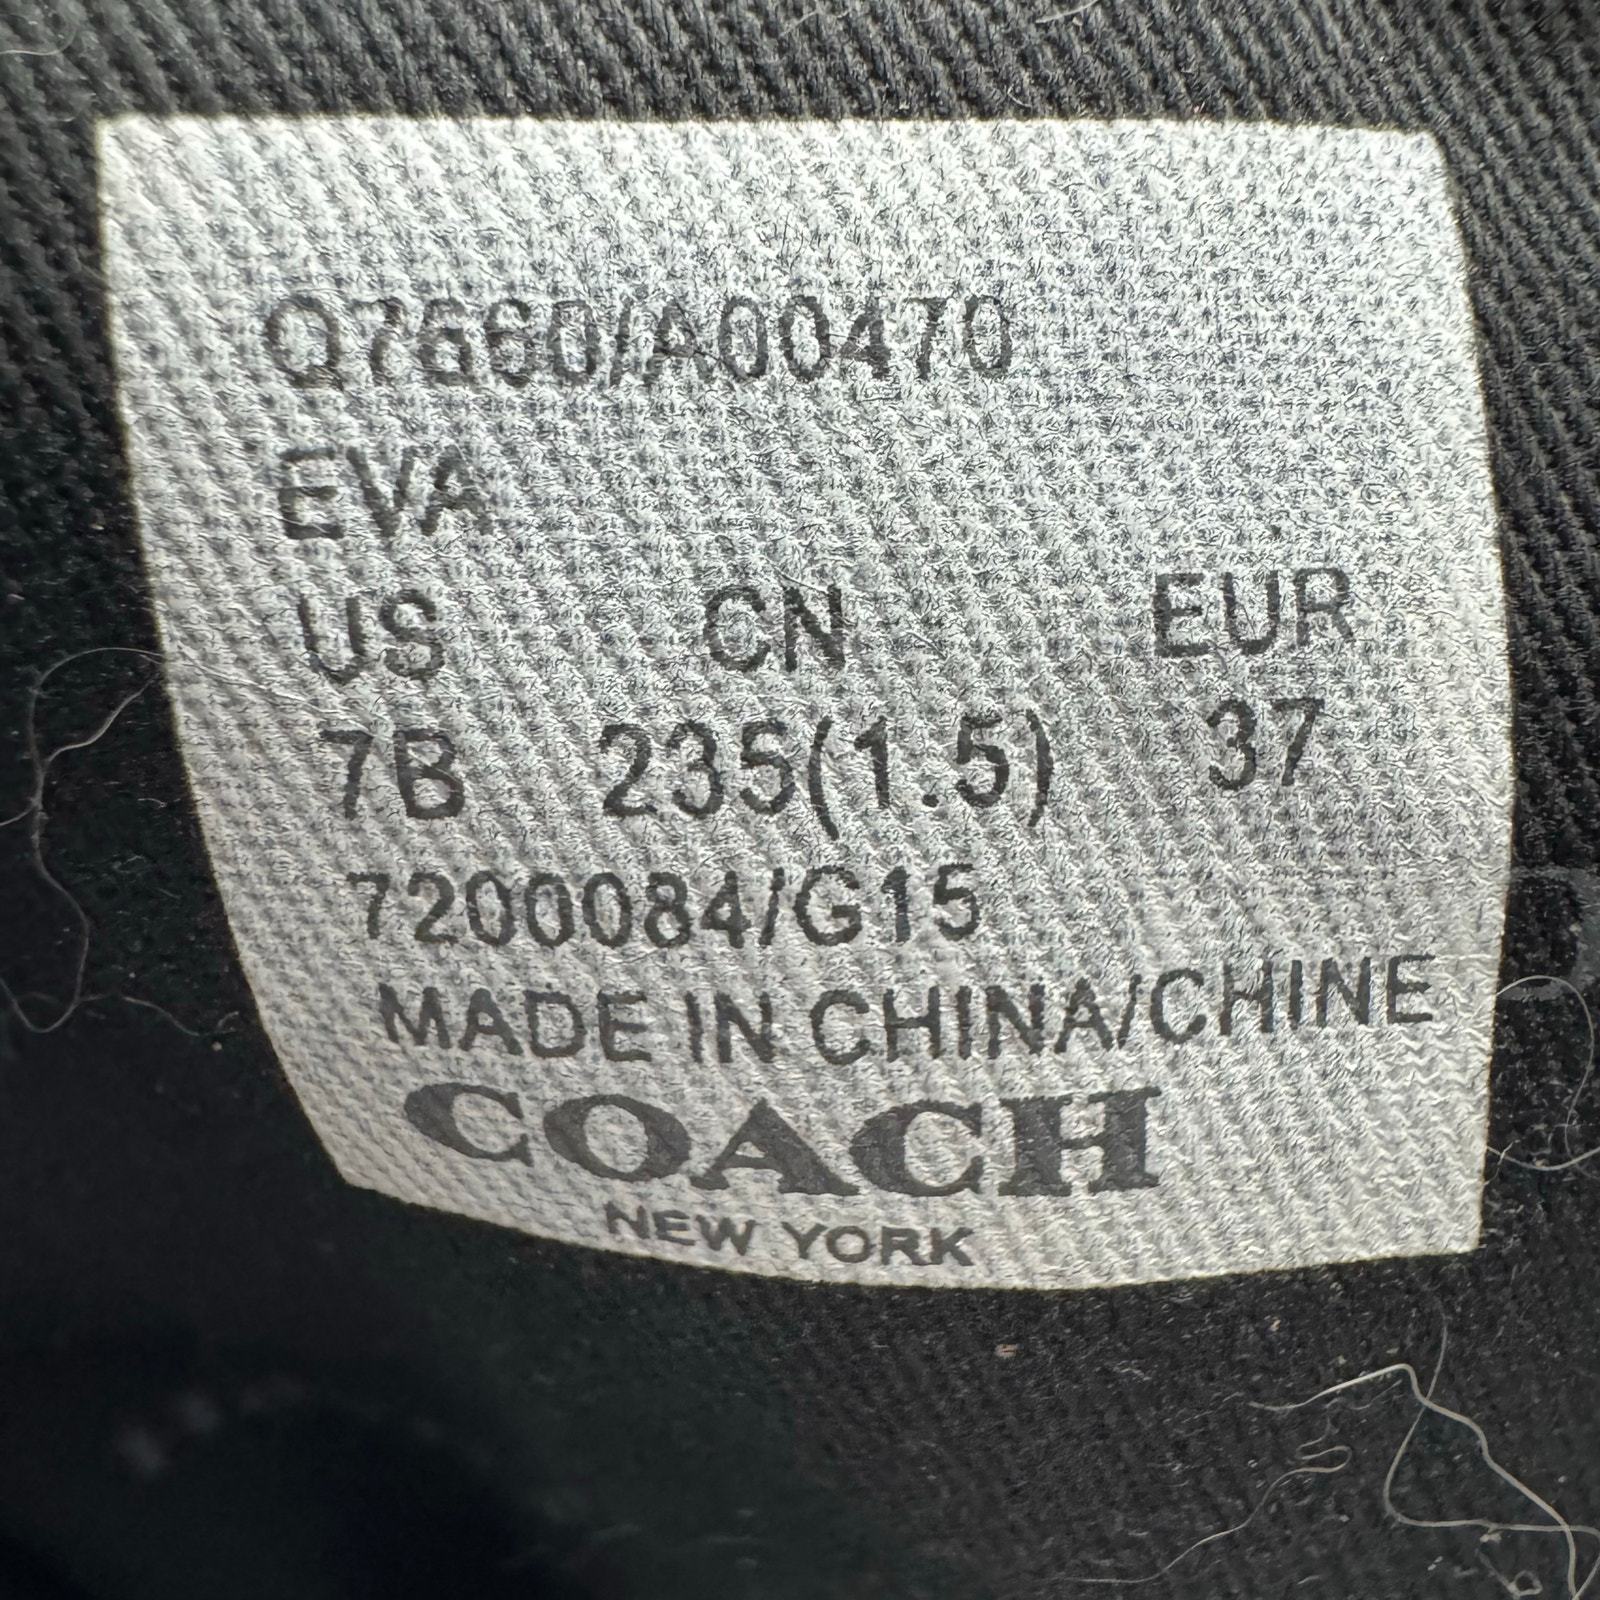 Q7660/A00470
EVA
US CN EUR
7B 235(1.5) 37
7200084/G15
MADE IN CHINA/CHINE
COACH
NEW YORK